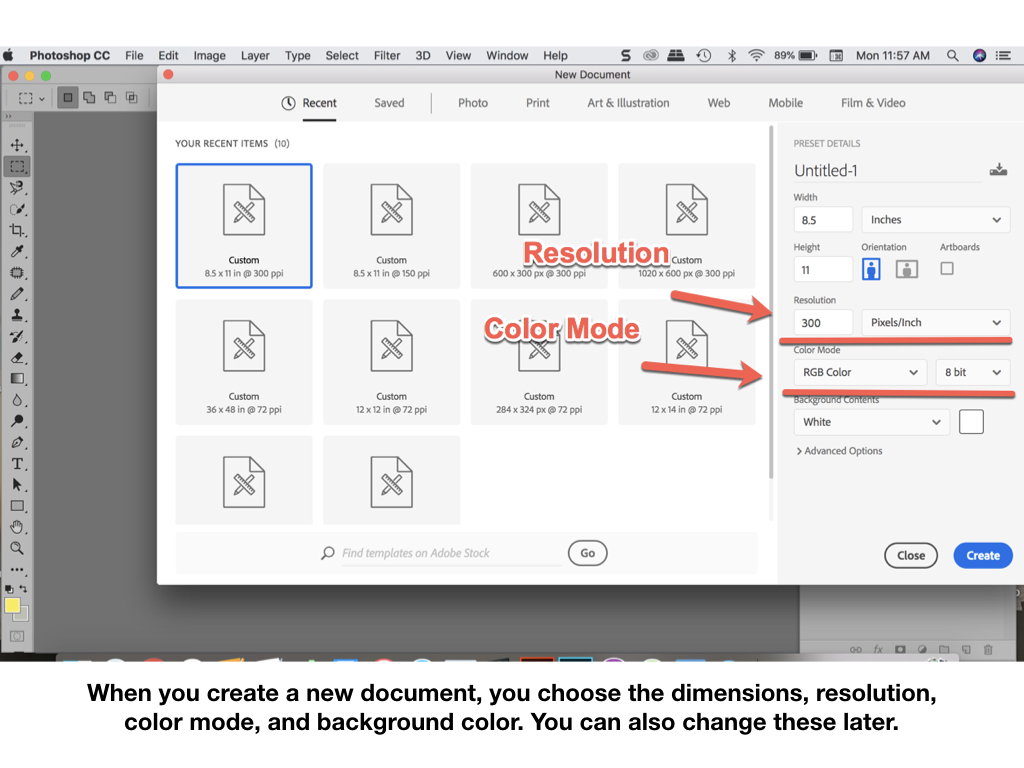 Photoshop CC File Edit Image Layer Type Select Filter 3D View Window Help S 89% Mon 11:57 AM
New Document
Recent Saved Photo Print Art & Illustration Web Mobile Film & Video
YOUR RECENT ITEMS (10)
Custom
8.5 x 11 in @ 300 ppi
Custom
8.5 x 11 in @ 150 ppi
600 x 300 px @ 300 ppi
Custom
1020 x 600 px @ 300 ppi
Resolution
Color Mode
Custom
36 x 48 in @ 72 ppi
Custom
12 x 12 in @ 72 ppi
Custom
284 x 324 px @ 72 ppi
Custom
12 x 14 in @ 72 ppi
Find templates on Adobe Stock
Go
PRESET DETAILS
Untitled-1
Width
8.5 Inches
Height Orientation Artboards
11
Resolution
300 Pixels/Inch
Color Mode
RGB Color 8 bit
Background Contents
White
Advanced Options
Close Create
fx
When you create a new document, you choose the dimensions, resolution,
color mode, and background color. You can also change these later.